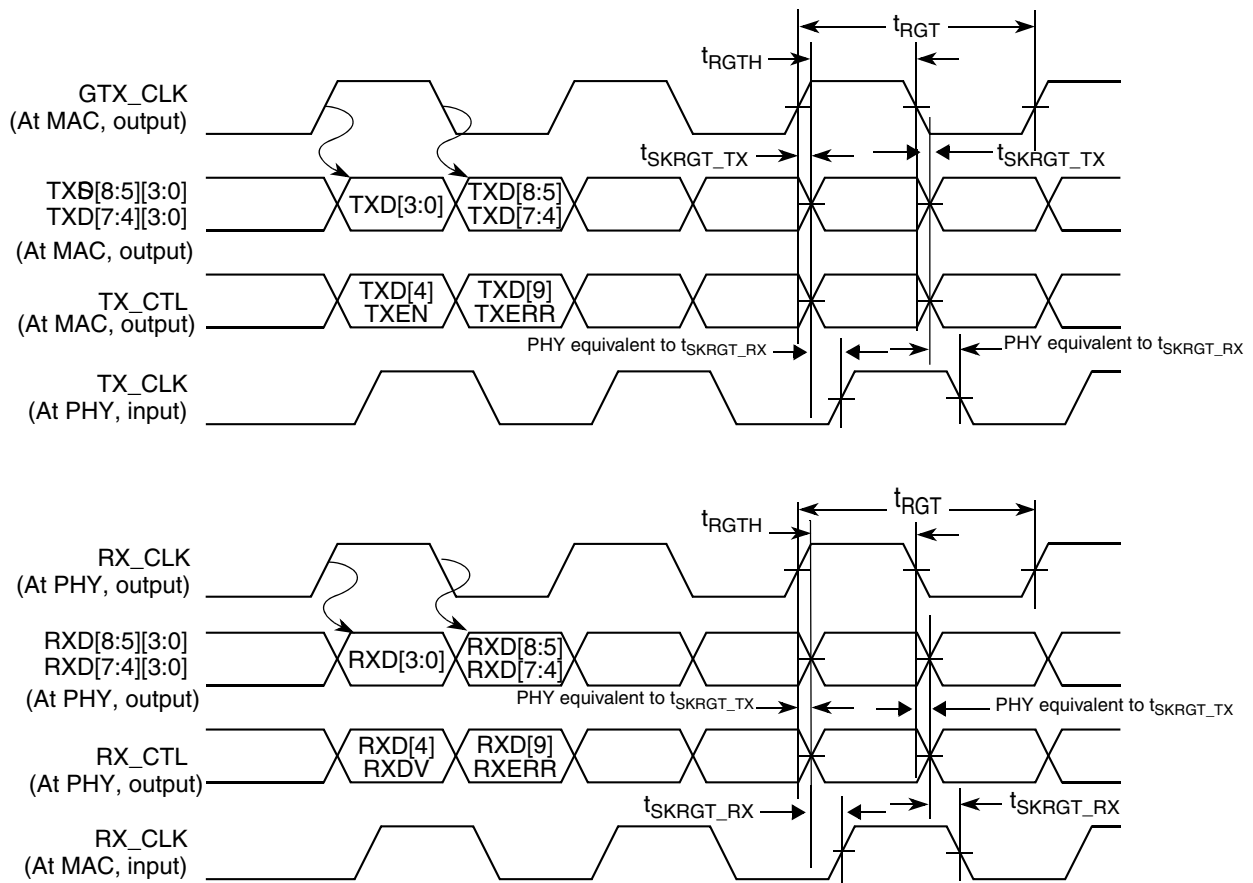 tRGT
tRGTH
GTX_CLK
(At MAC, output)
tSKRGT_TX
tSKRGT_TX
TXD[8:5][3:0]
TXD[7:4][3:0]
(At MAC, output)
TXD[3:0]
TXD[8:5]
TXD[7:4]
TX_CTL
(At MAC, output)
TXD[4]
TXEN
TXD[9]
TXERR
PHY equivalent to tSKRGT_RX
PHY equivalent to tSKRGT_RX
TX_CLK
(At PHY, input)
tRGT
tRGTH
RX_CLK
(At PHY, output)
RXD[8:5][3:0]
RXD[7:4][3:0]
(At PHY, output)
RXD[3:0]
RXD[8:5]
RXD[7:4]
PHY equivalent to tSKRGT_TX
PHY equivalent to tSKRGT_TX
RX_CTL
(At PHY, output)
RXD[4]
RXDV
RXD[9]
RXERR
tSKRGT_RX
tSKRGT_RX
RX_CLK
(At MAC, input)